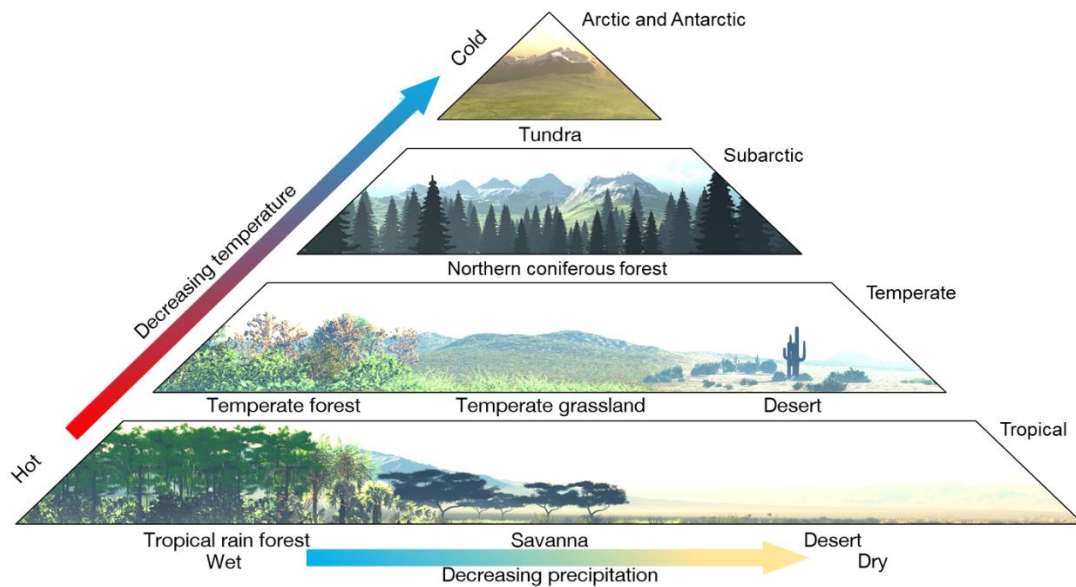 Arctic and Antarctic
Cold
Tundra
Subarctic
Decreasing temperature
Northern coniferous forest
Temperate
Temperate forest Temperate grassland Desert
Tropical
Hot
Tropical rain forest Savanna Desert
Wet Dry
Decreasing precipitation